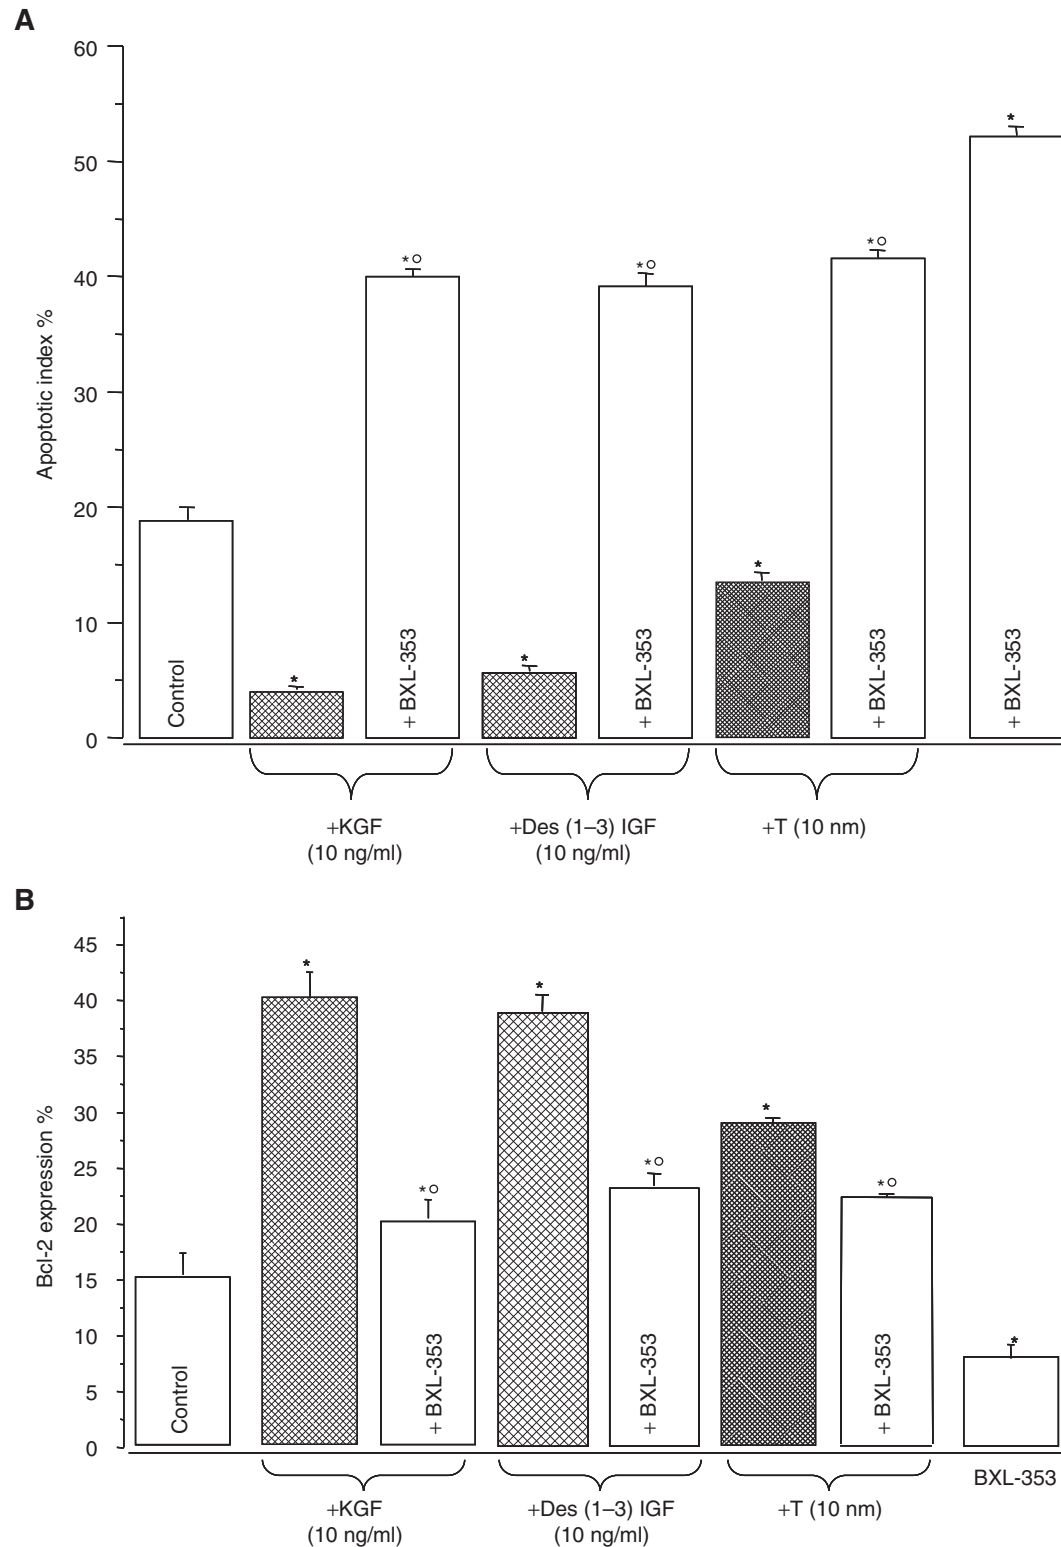 A
60
50
40
30
20
10
0
Apoptotic index %
*
*○
*○
*○
*
*
*
Control
+ BXL-353
+ BXL-353
+ BXL-353
+ BXL-353
+KGF
(10 ng/ml)
+Des (1–3) IGF
(10 ng/ml)
+T (10 nm)
B
45
40
35
30
25
20
15
10
5
0
Bcl-2 expression %
*
*
*
*○
*○
*○
*
Control
+ BXL-353
+ BXL-353
+ BXL-353
BXL-353
+KGF
(10 ng/ml)
+Des (1–3) IGF
(10 ng/ml)
+T (10 nm)